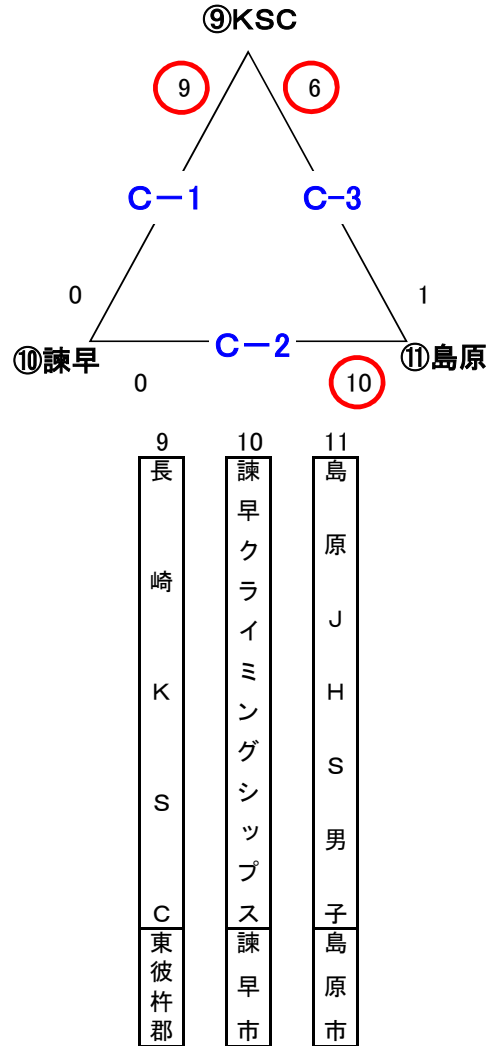 ⑨KSC
9
6
C－1
C-3
0
1
C－2
⑩諫早
⑪島原
0
10
9
10
11
長崎KSC
諫早クライミングシップス
島原JHS男子
東彼杵郡
諫早市
島原市